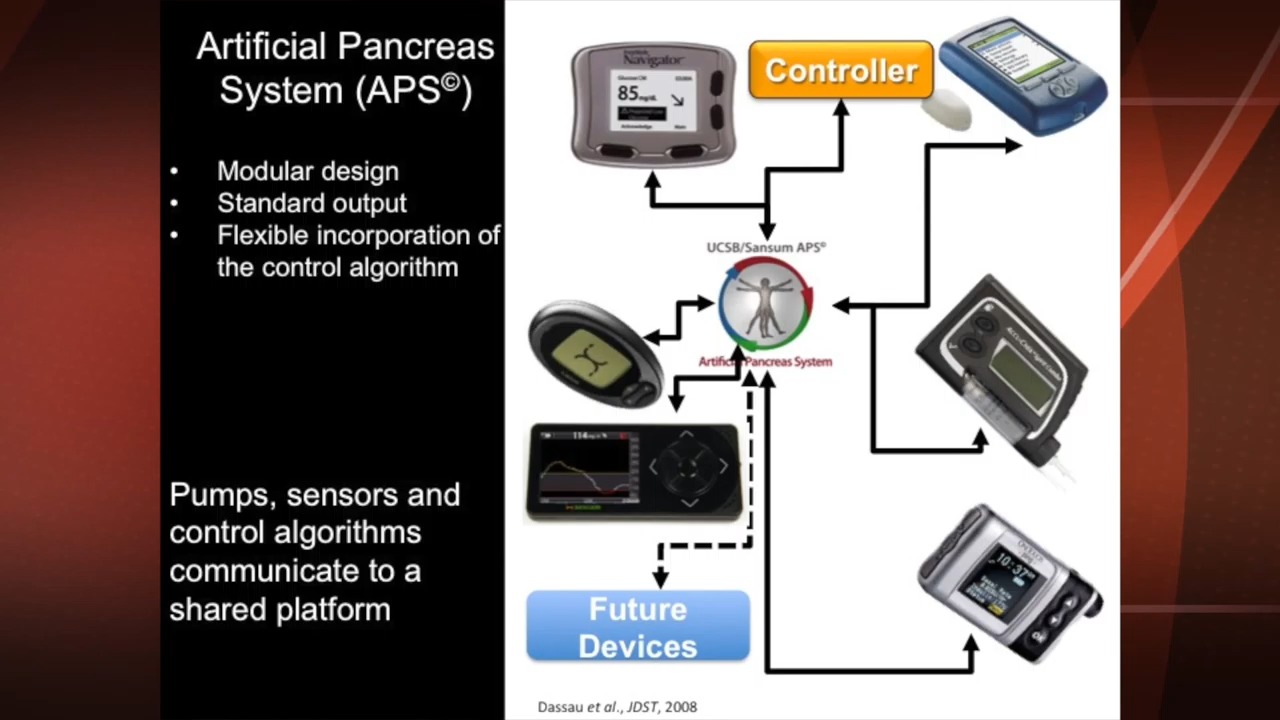 Artificial Pancreas
System (APS©)
• Modular design
• Standard output
• Flexible incorporation of
the control algorithm
Pumps, sensors and
control algorithms
communicate to a
shared platform
Navigator
85 mg/dL
Acknowledge
Controller
UCSB/Sansum APS©
Artificial Pancreas System
114
10:37
OK
Future
Devices
Dassau et al., JDST, 2008